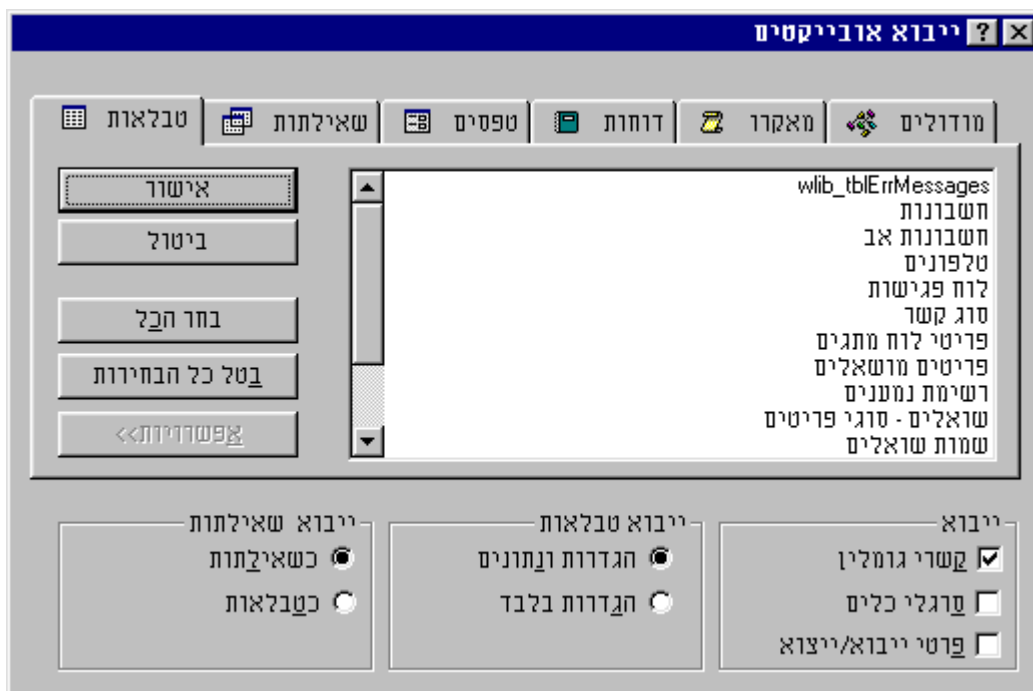 ייבוא אובייקטים
טבלאות
שאילתות
טפסים
דוחות
מאקרו
מודולים
wlib_tblErrMessages
חשבונות
חשבונות אב
טלפונים
לוח פגישות
סוג קשר
פריטי לוח מתגים
פריטים מושאלים
רשימת נמענים
שואלים - סוגי פריטים
שמות שואלים
אישור
ביטול
בחר הכל
בטל כל הבחירות
אפשרויות>>
ייבוא
קשרי גומלין
סרגלי כלים
פרטי ייבוא/ייצוא
ייבוא טבלאות
הגדרות ונתונים
הגדרות בלבד
ייבוא שאילתות
כשאילתות
כטבלאות